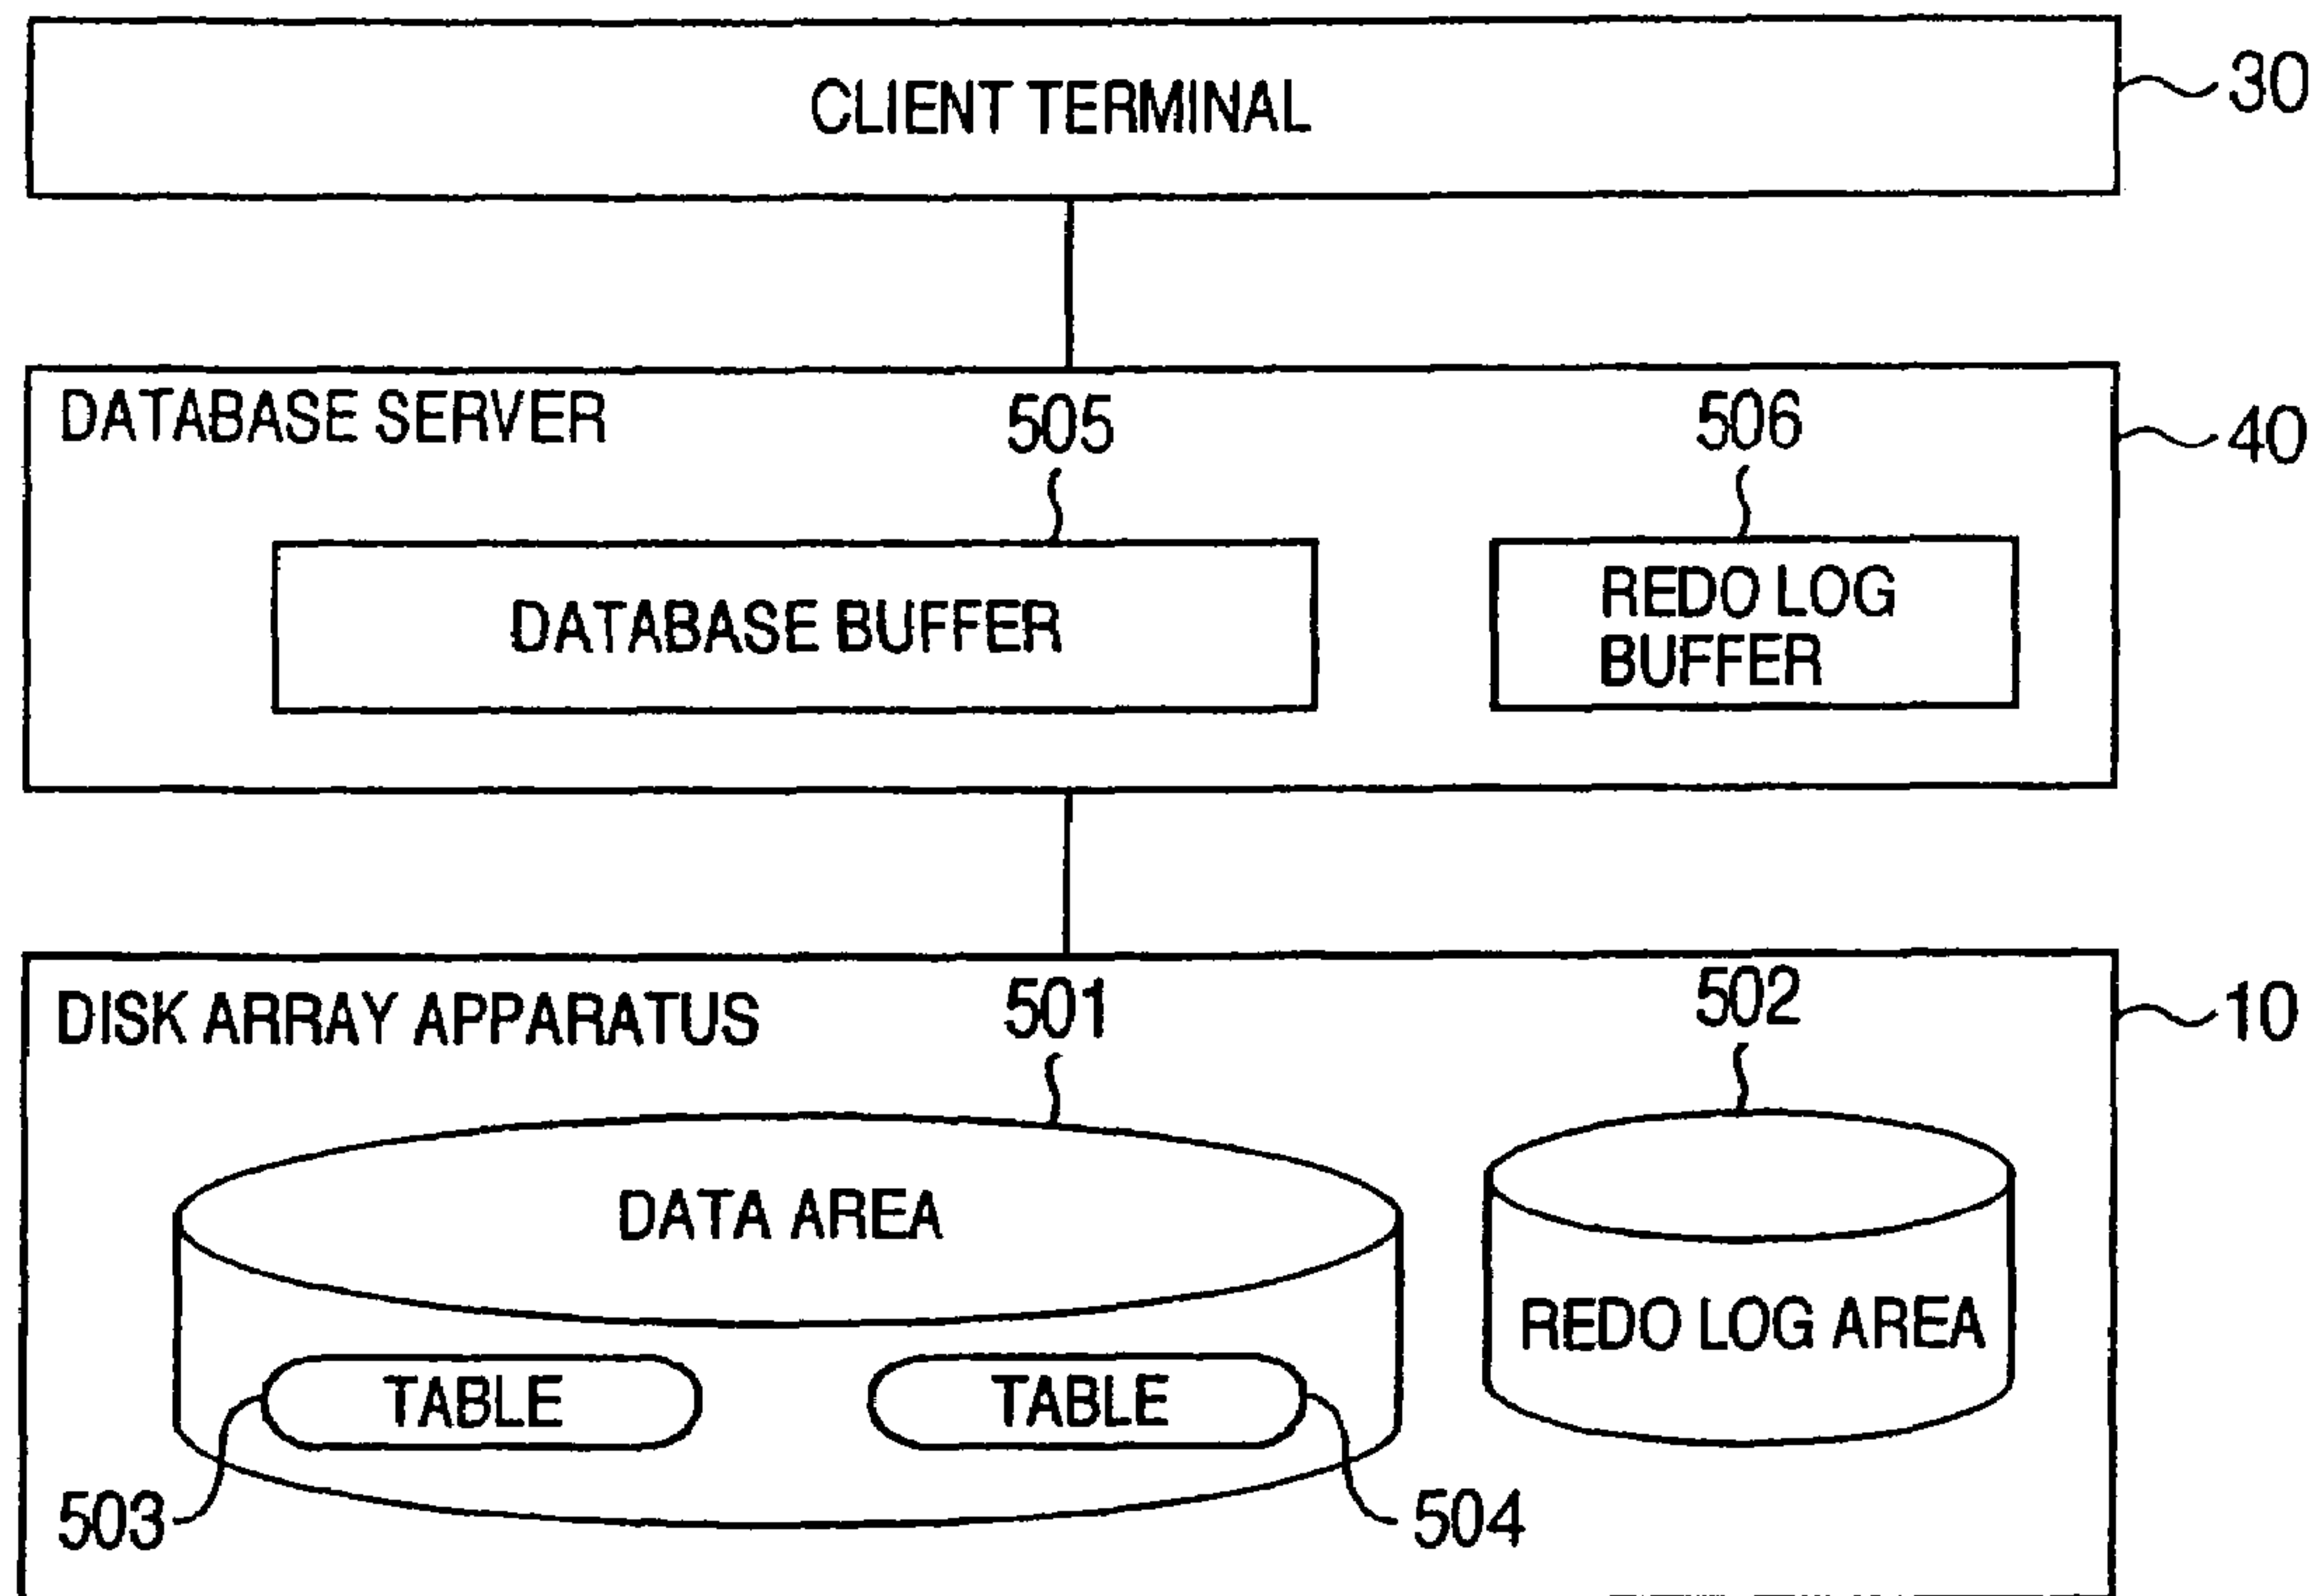 CLIENT TERMINAL
30
DATABASE SERVER
505
506
40
DATABASE BUFFER
REDO LOG
BUFFER
DISK ARRAY APPARATUS
501
502
10
DATA AREA
REDO LOG AREA
TABLE
TABLE
503
504